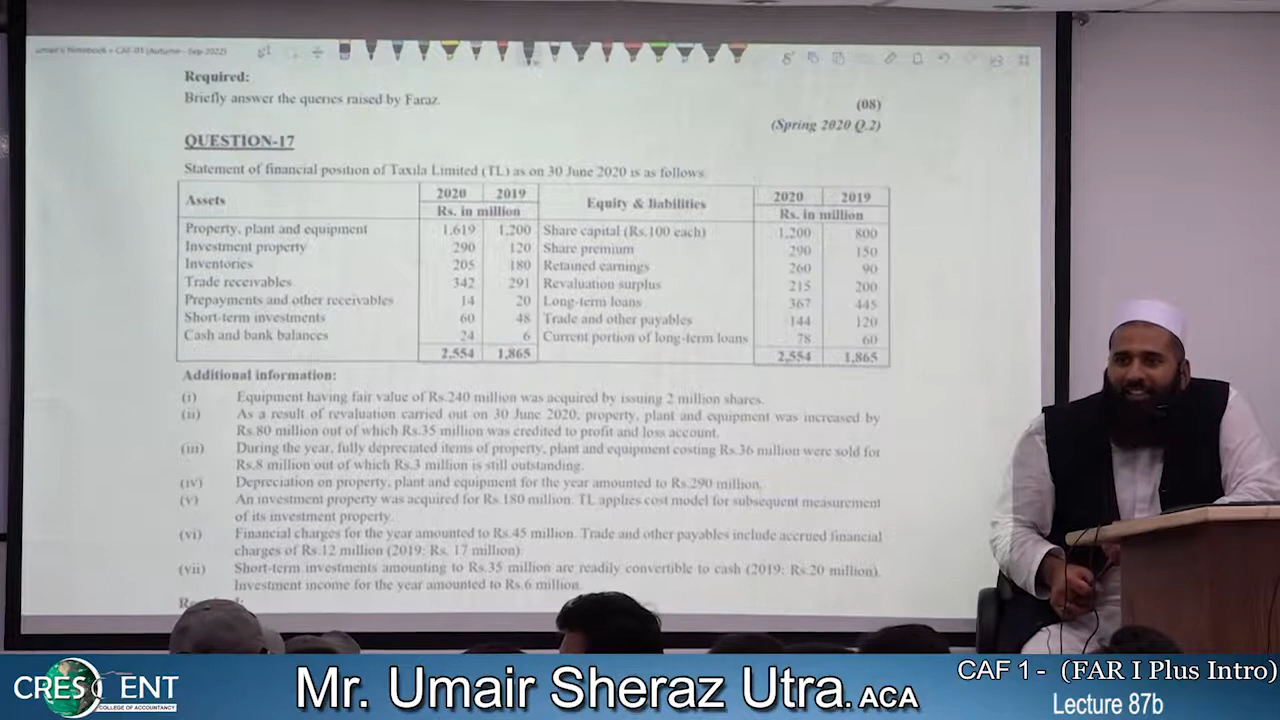 umair's Notebook » CAF-01 (Autumn - Sep-2022)
Required:
Briefly answer the queries raised by Faraz.
(08)
(Spring 2020 Q.2)
QUESTION-17
Statement of financial position of Taxila Limited (TL) as on 30 June 2020 is as follows
Assets 2020 2019 Equity & liabilities 2020 2019
Rs. in million Rs. in million
Property, plant and equipment 1,619 1,200 Share capital (Rs.100 each) 1,200 800
Investment property 290 120 Share premium 290 150
Inventories 205 180 Retained earnings 260 90
Trade receivables 342 291 Revaluation surplus 215 200
Prepayments and other receivables 14 20 Long-term loans 367 445
Short-term investments 60 48 Trade and other payables 144 120
Cash and bank balances 24 6 Current portion of long-term loans 78 60
2,554 1,865 2,554 1,865
Additional information:
(i) Equipment having fair value of Rs.240 million was acquired by issuing 2 million shares.
(ii) As a result of revaluation carried out on 30 June 2020, property, plant and equipment was increased by
Rs.80 million out of which Rs.35 million was credited to profit and loss account.
(iii) During the year, fully depreciated items of property, plant and equipment costing Rs.36 million were sold for
Rs.8 million out of which Rs.3 million is still outstanding.
(iv) Depreciation on property, plant and equipment for the year amounted to Rs.290 million.
(v) An investment property was acquired for Rs.180 million. TL applies cost model for subsequent measurement
of its investment property.
(vi) Financial charges for the year amounted to Rs.45 million. Trade and other payables include accrued financial
charges of Rs.12 million (2019: Rs. 17 million)
(vii) Short-term investments amounting to Rs.35 million are readily convertible to cash (2019: Rs.20 million).
Investment income for the year amounted to Rs.6 million.
CRESCENT
COLLEGE OF ACCOUNTANCY
Mr. Umair Sheraz Utra. ACA
CAF 1 - (FAR I Plus Intro)
Lecture 87b